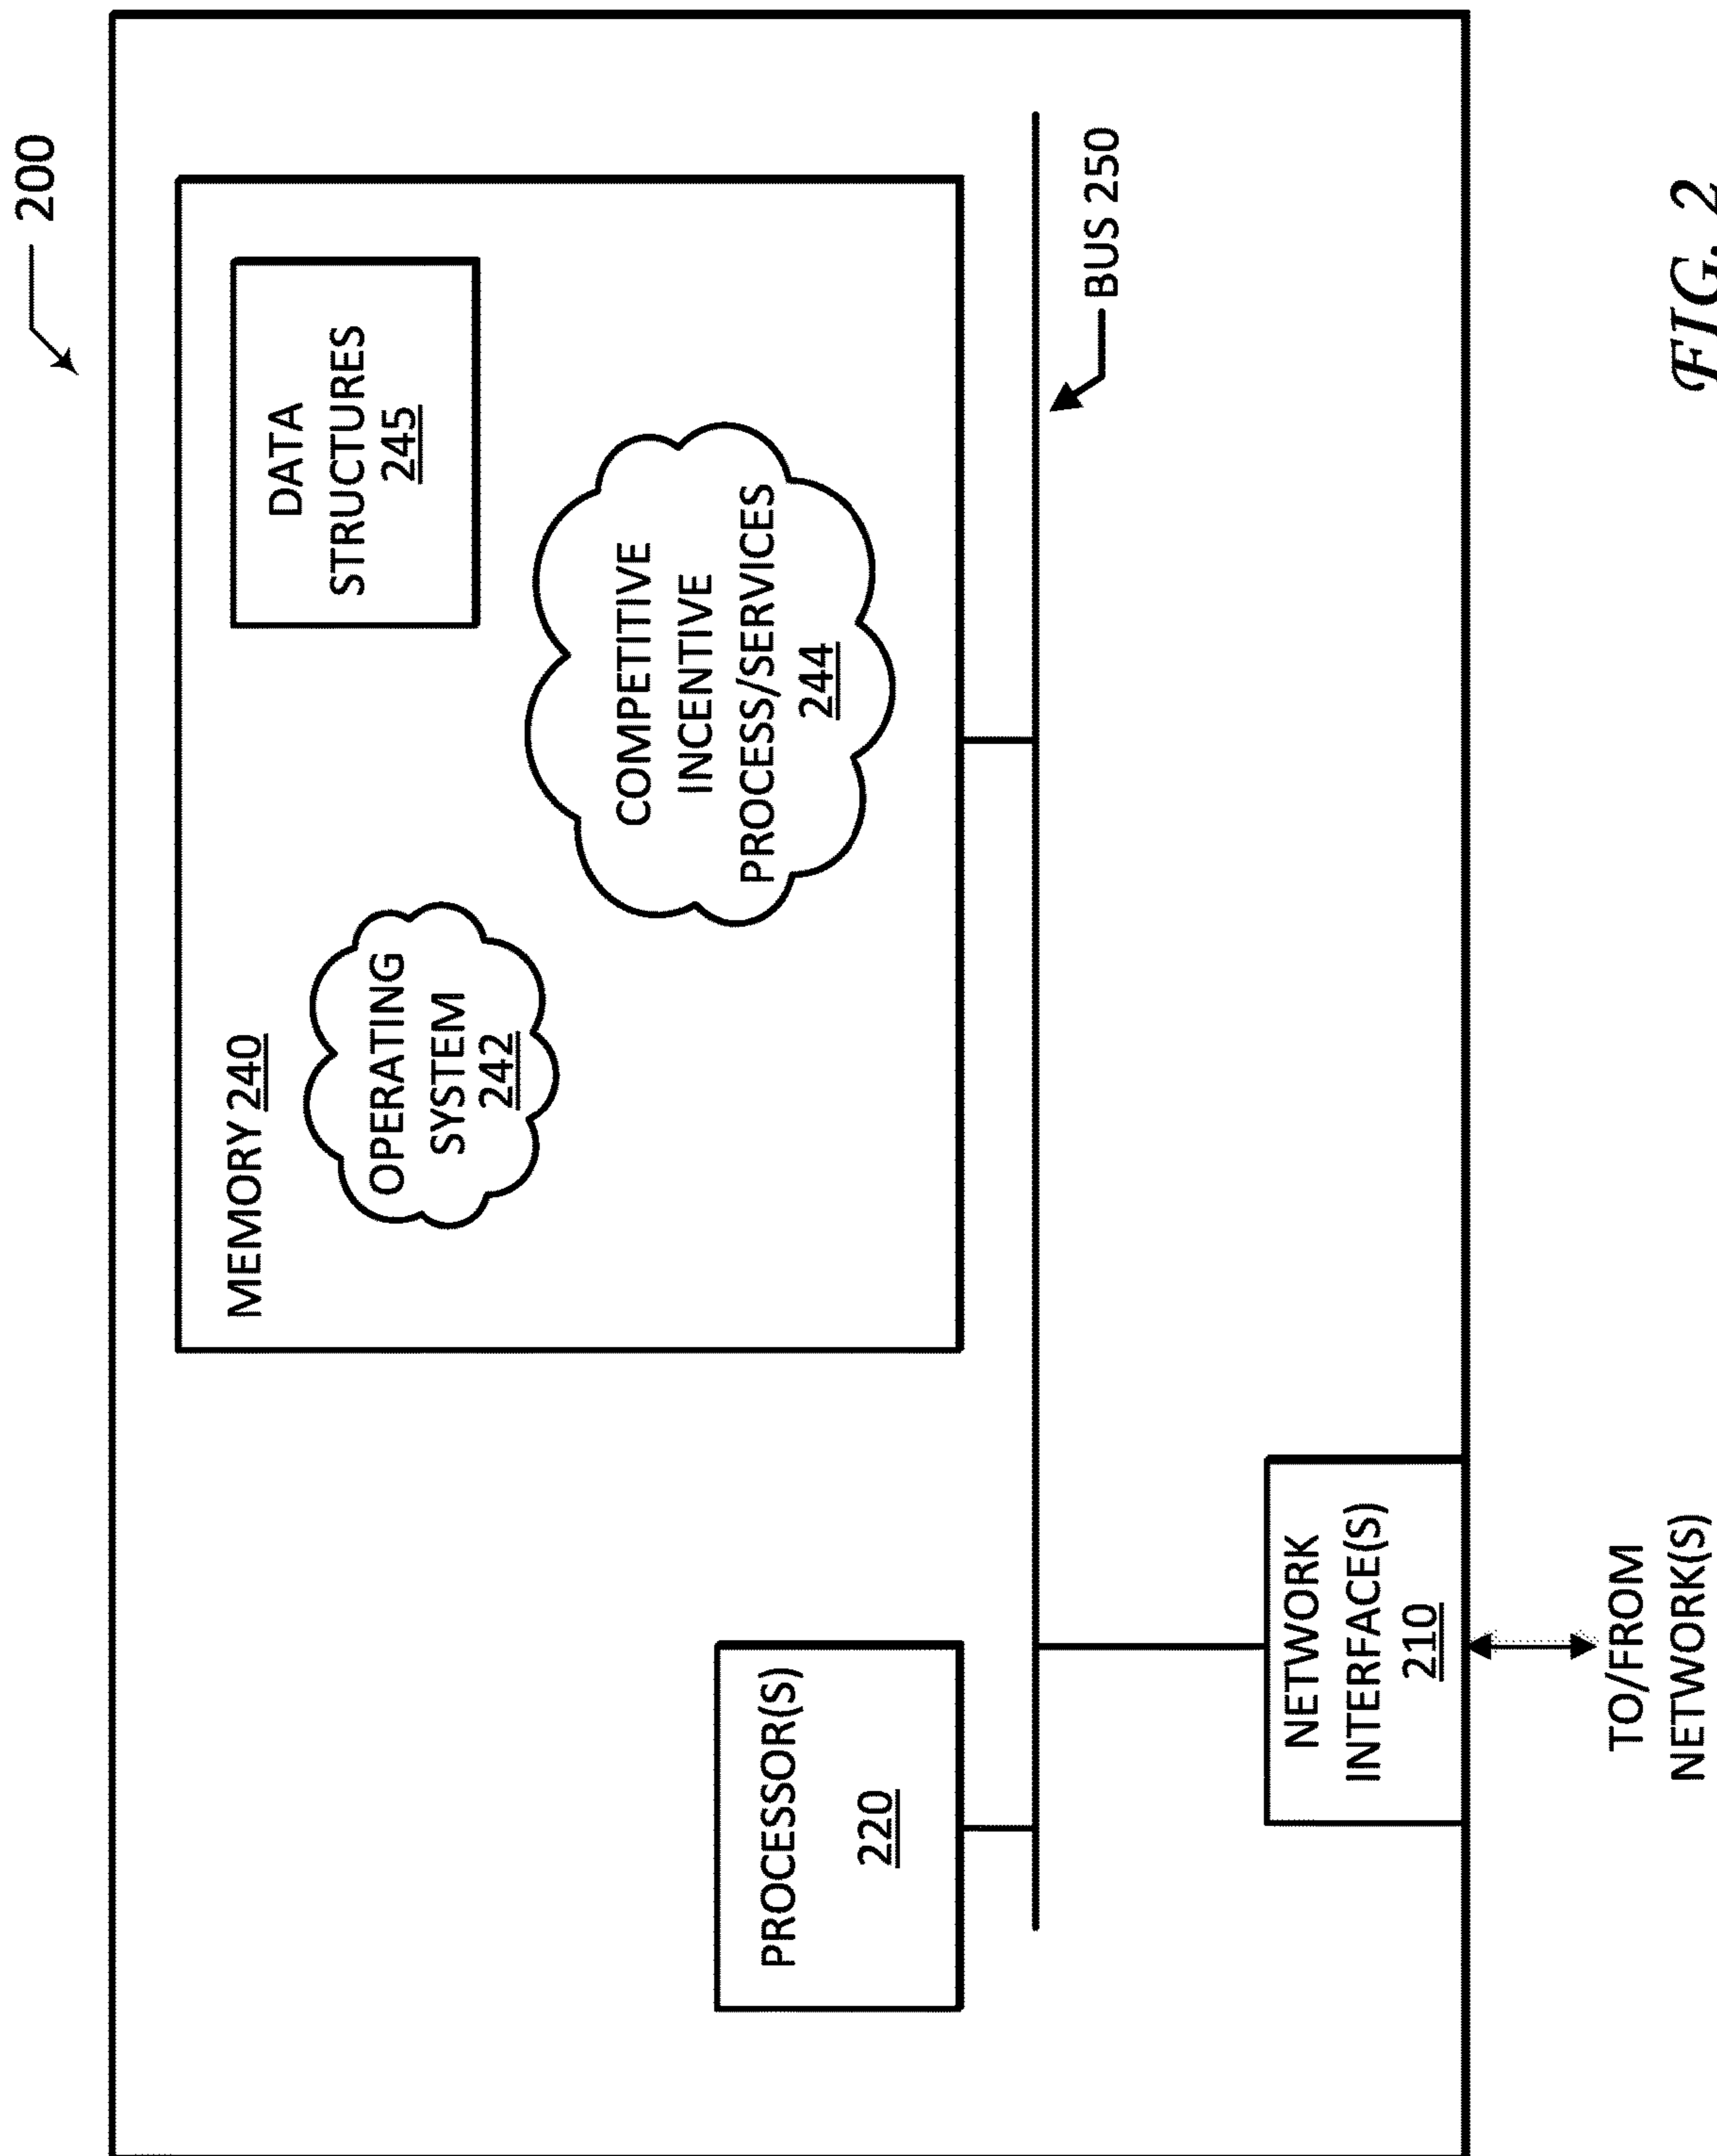 200
MEMORY 240
OPERATING
SYSTEM
242
DATA
STRUCTURES
245
COMPETITIVE
INCENTIVE
PROCESS/SERVICES
244
PROCESSOR(S)
220
BUS 250
NETWORK
INTERFACE(S)
210
TO/FROM
NETWORK(S)
FIG. 2